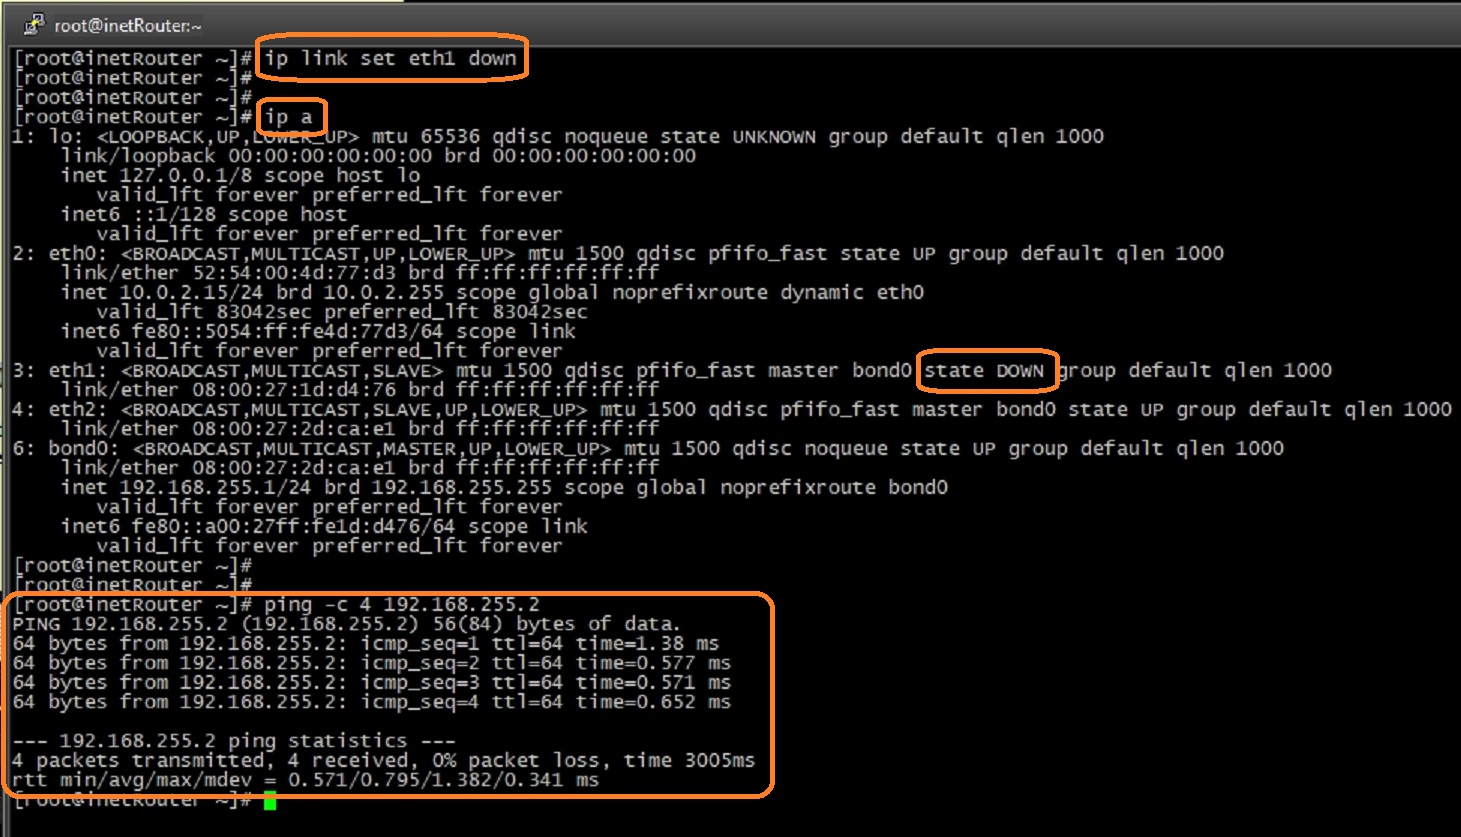 root@inetRouter:~
[root@inetRouter ~]# ip link set eth1 down
[root@inetRouter ~]#
[root@inetRouter ~]#
[root@inetRouter ~]# ip a
1: lo: <LOOPBACK,UP,LOWER_UP> mtu 65536 qdisc noqueue state UNKNOWN group default qlen 1000
    link/loopback 00:00:00:00:00:00 brd 00:00:00:00:00:00
    inet 127.0.0.1/8 scope host lo
       valid_lft forever preferred_lft forever
    inet6 ::1/128 scope host
       valid_lft forever preferred_lft forever
2: eth0: <BROADCAST,MULTICAST,UP,LOWER_UP> mtu 1500 qdisc pfifo_fast state UP group default qlen 1000
    link/ether 52:54:00:4d:77:d3 brd ff:ff:ff:ff:ff:ff
    inet 10.0.2.15/24 brd 10.0.2.255 scope global noprefixroute dynamic eth0
       valid_lft 83042sec preferred_lft 83042sec
    inet6 fe80::5054:ff:fe4d:77d3/64 scope link
       valid_lft forever preferred_lft forever
3: eth1: <BROADCAST,MULTICAST,SLAVE> mtu 1500 qdisc pfifo_fast master bond0 state DOWN group default qlen 1000
    link/ether 08:00:27:1d:d4:76 brd ff:ff:ff:ff:ff:ff
4: eth2: <BROADCAST,MULTICAST,SLAVE,UP,LOWER_UP> mtu 1500 qdisc pfifo_fast master bond0 state UP group default qlen 1000
    link/ether 08:00:27:2d:ca:e1 brd ff:ff:ff:ff:ff:ff
6: bond0: <BROADCAST,MULTICAST,MASTER,UP,LOWER_UP> mtu 1500 qdisc noqueue state UP group default qlen 1000
    link/ether 08:00:27:2d:ca:e1 brd ff:ff:ff:ff:ff:ff
    inet 192.168.255.1/24 brd 192.168.255.255 scope global noprefixroute bond0
       valid_lft forever preferred_lft forever
    inet6 fe80::a00:27ff:fe1d:d476/64 scope link
       valid_lft forever preferred_lft forever
[root@inetRouter ~]#
[root@inetRouter ~]#
[root@inetRouter ~]# ping -c 4 192.168.255.2
PING 192.168.255.2 (192.168.255.2) 56(84) bytes of data.
64 bytes from 192.168.255.2: icmp_seq=1 ttl=64 time=1.38 ms
64 bytes from 192.168.255.2: icmp_seq=2 ttl=64 time=0.577 ms
64 bytes from 192.168.255.2: icmp_seq=3 ttl=64 time=0.571 ms
64 bytes from 192.168.255.2: icmp_seq=4 ttl=64 time=0.652 ms

--- 192.168.255.2 ping statistics ---
4 packets transmitted, 4 received, 0% packet loss, time 3005ms
rtt min/avg/max/mdev = 0.571/0.795/1.382/0.341 ms
[root@inetRouter ~]#